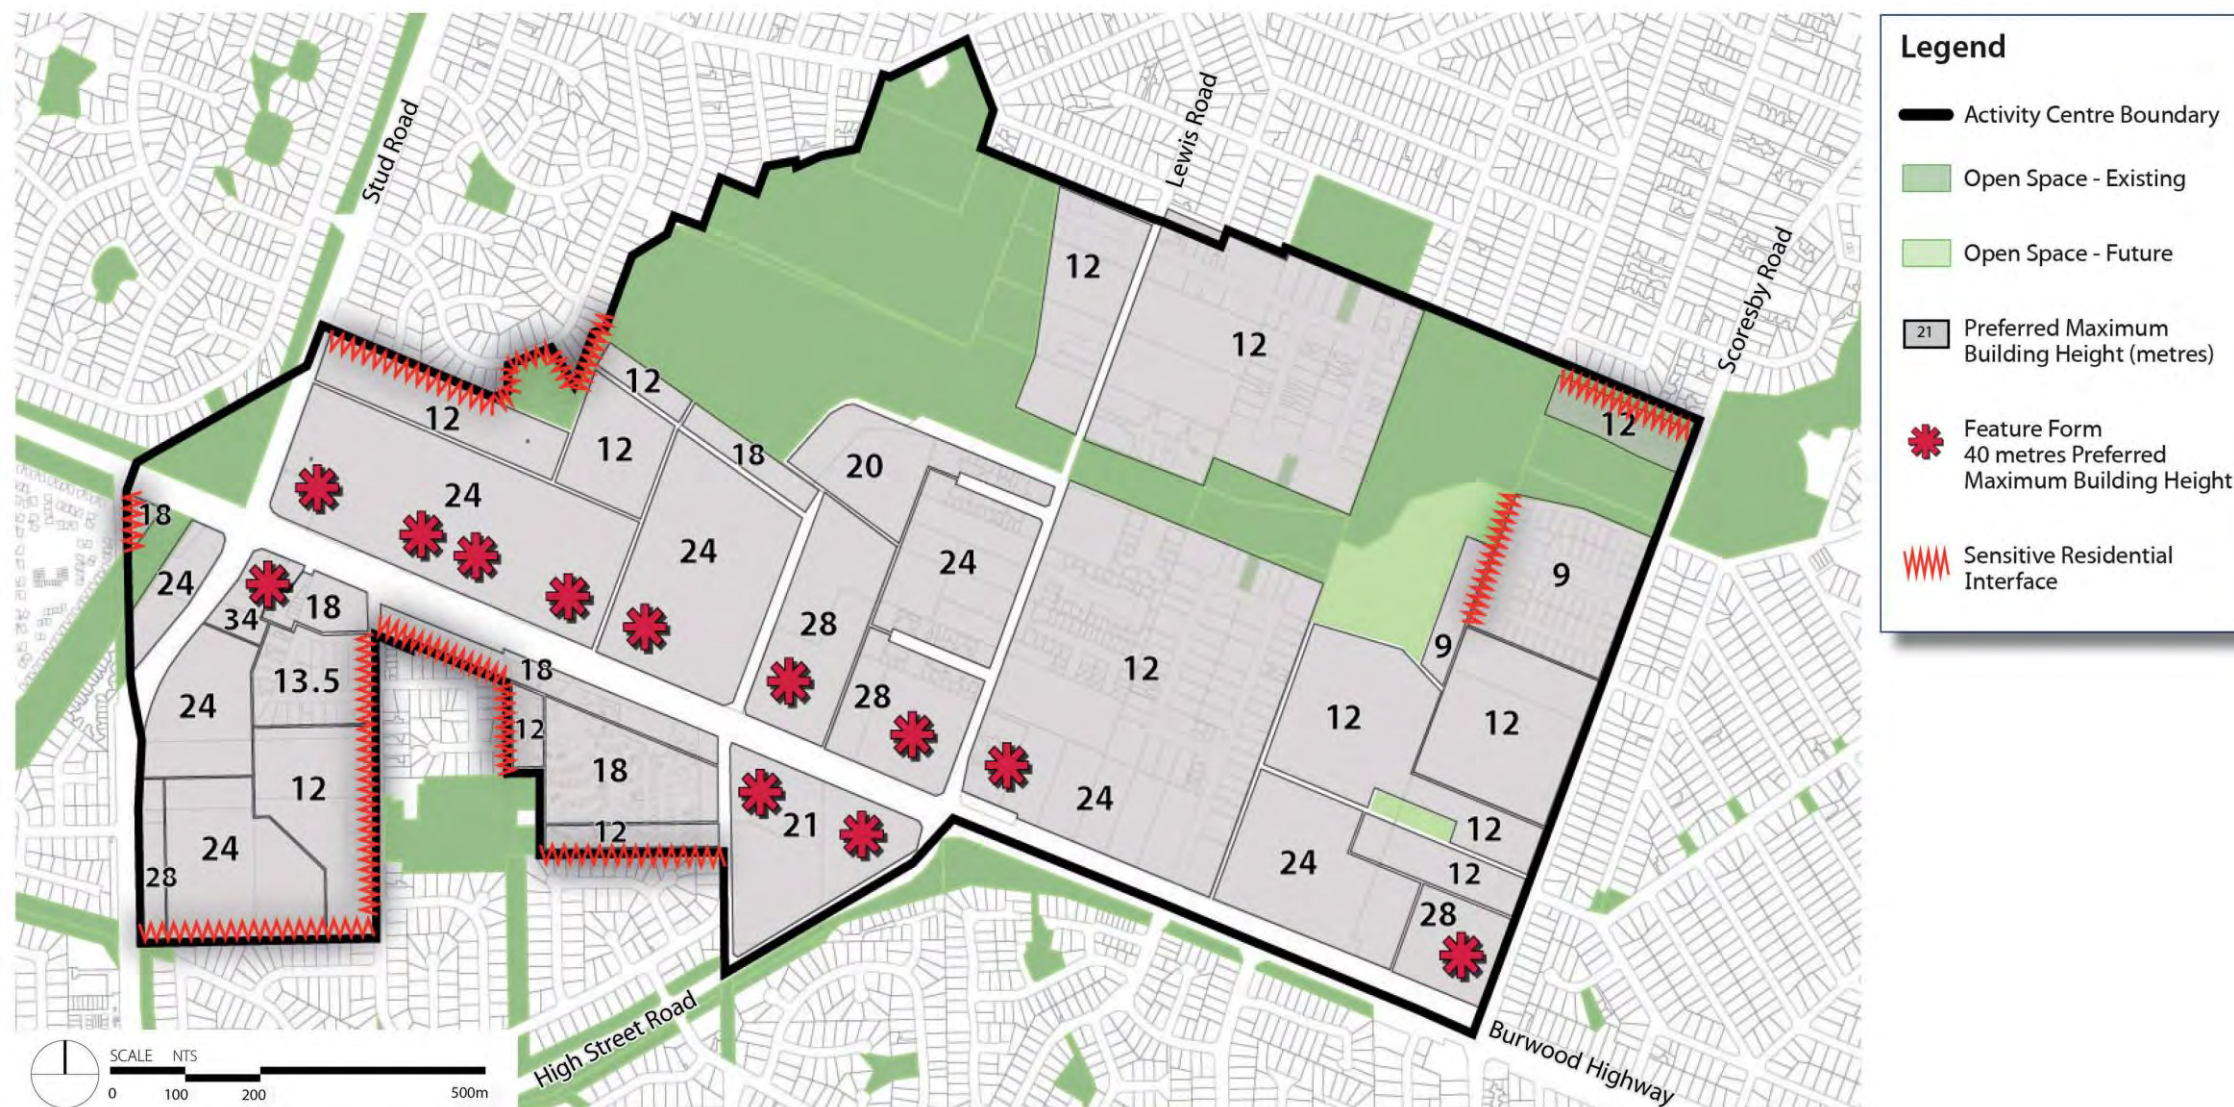 Stud Road
Lewis Road
Scoresby Road
12
12
12
12
12
12
18
20
24
12
18
24
24
24
34
18
28
9
9
13.5
18
28
12
12
12
24
12
18
24
12
21
12
12
24
28
24
12
28
High Street Road
Burwood Highway
SCALE NTS
0 100 200 500m
Legend
Activity Centre Boundary
Open Space - Existing
Open Space - Future
21
Preferred Maximum
Building Height (metres)
Feature Form
40 metres Preferred
Maximum Building Height
Sensitive Residential
Interface